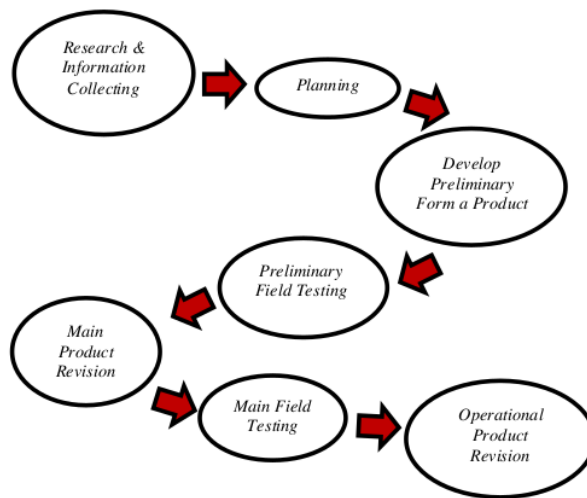 Research &
Information
Collecting
Planning
Develop
Preliminary
Form a Product
Preliminary
Field Testing
Main
Product
Revision
Main Field
Testing
Operational
Product
Revision